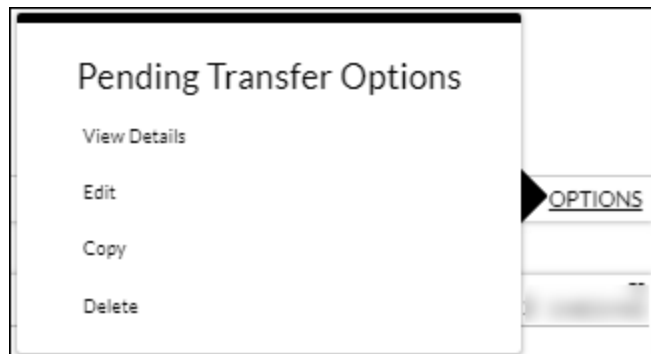 Pending Transfer Options
View Details
Edit
OPTIONS
Copy
--
Delete